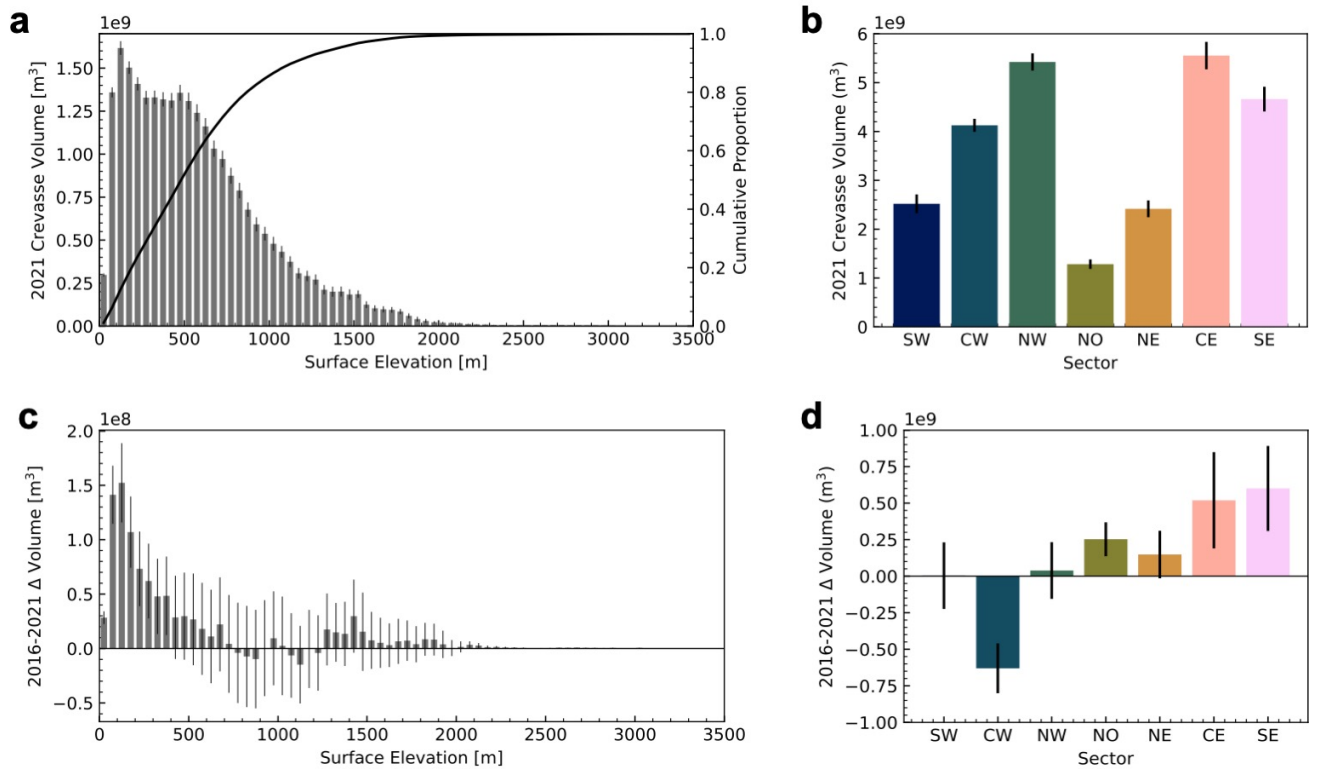 a
1e9
2021 Crevasse Volume [m³]
1.50
1.25
1.00
0.75
0.50
0.25
0.00
0 500 1000 1500 2000 2500 3000 3500
Surface Elevation [m]
1.0
0.8
0.6
0.4
0.2
0.0
Cumulative Proportion
b
1e9
2021 Crevasse Volume (m³)
6
5
4
3
2
1
0
SW CW NW NO NE CE SE
Sector
c
1e8
2016-2021 Δ Volume [m³]
2.0
1.5
1.0
0.5
0.0
−0.5
0 500 1000 1500 2000 2500 3000 3500
Surface Elevation [m]
d
1e9
2016-2021 Δ Volume (m³)
1.00
0.75
0.50
0.25
0.00
−0.25
−0.50
−0.75
−1.00
SW CW NW NO NE CE SE
Sector